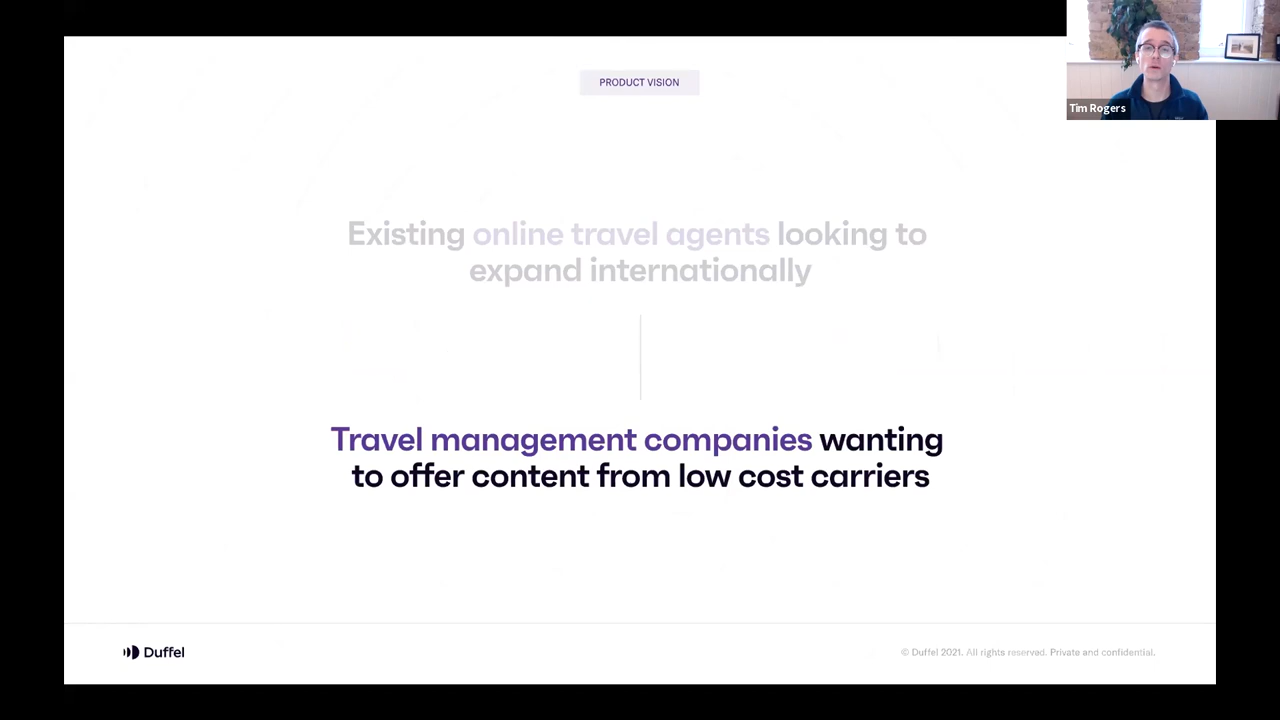 PRODUCT VISION
Tim Rogers
Existing online travel agents looking to
expand internationally
Travel management companies wanting
to offer content from low cost carriers
Duffel
© Duffel 2021. All rights reserved. Private and confidential.